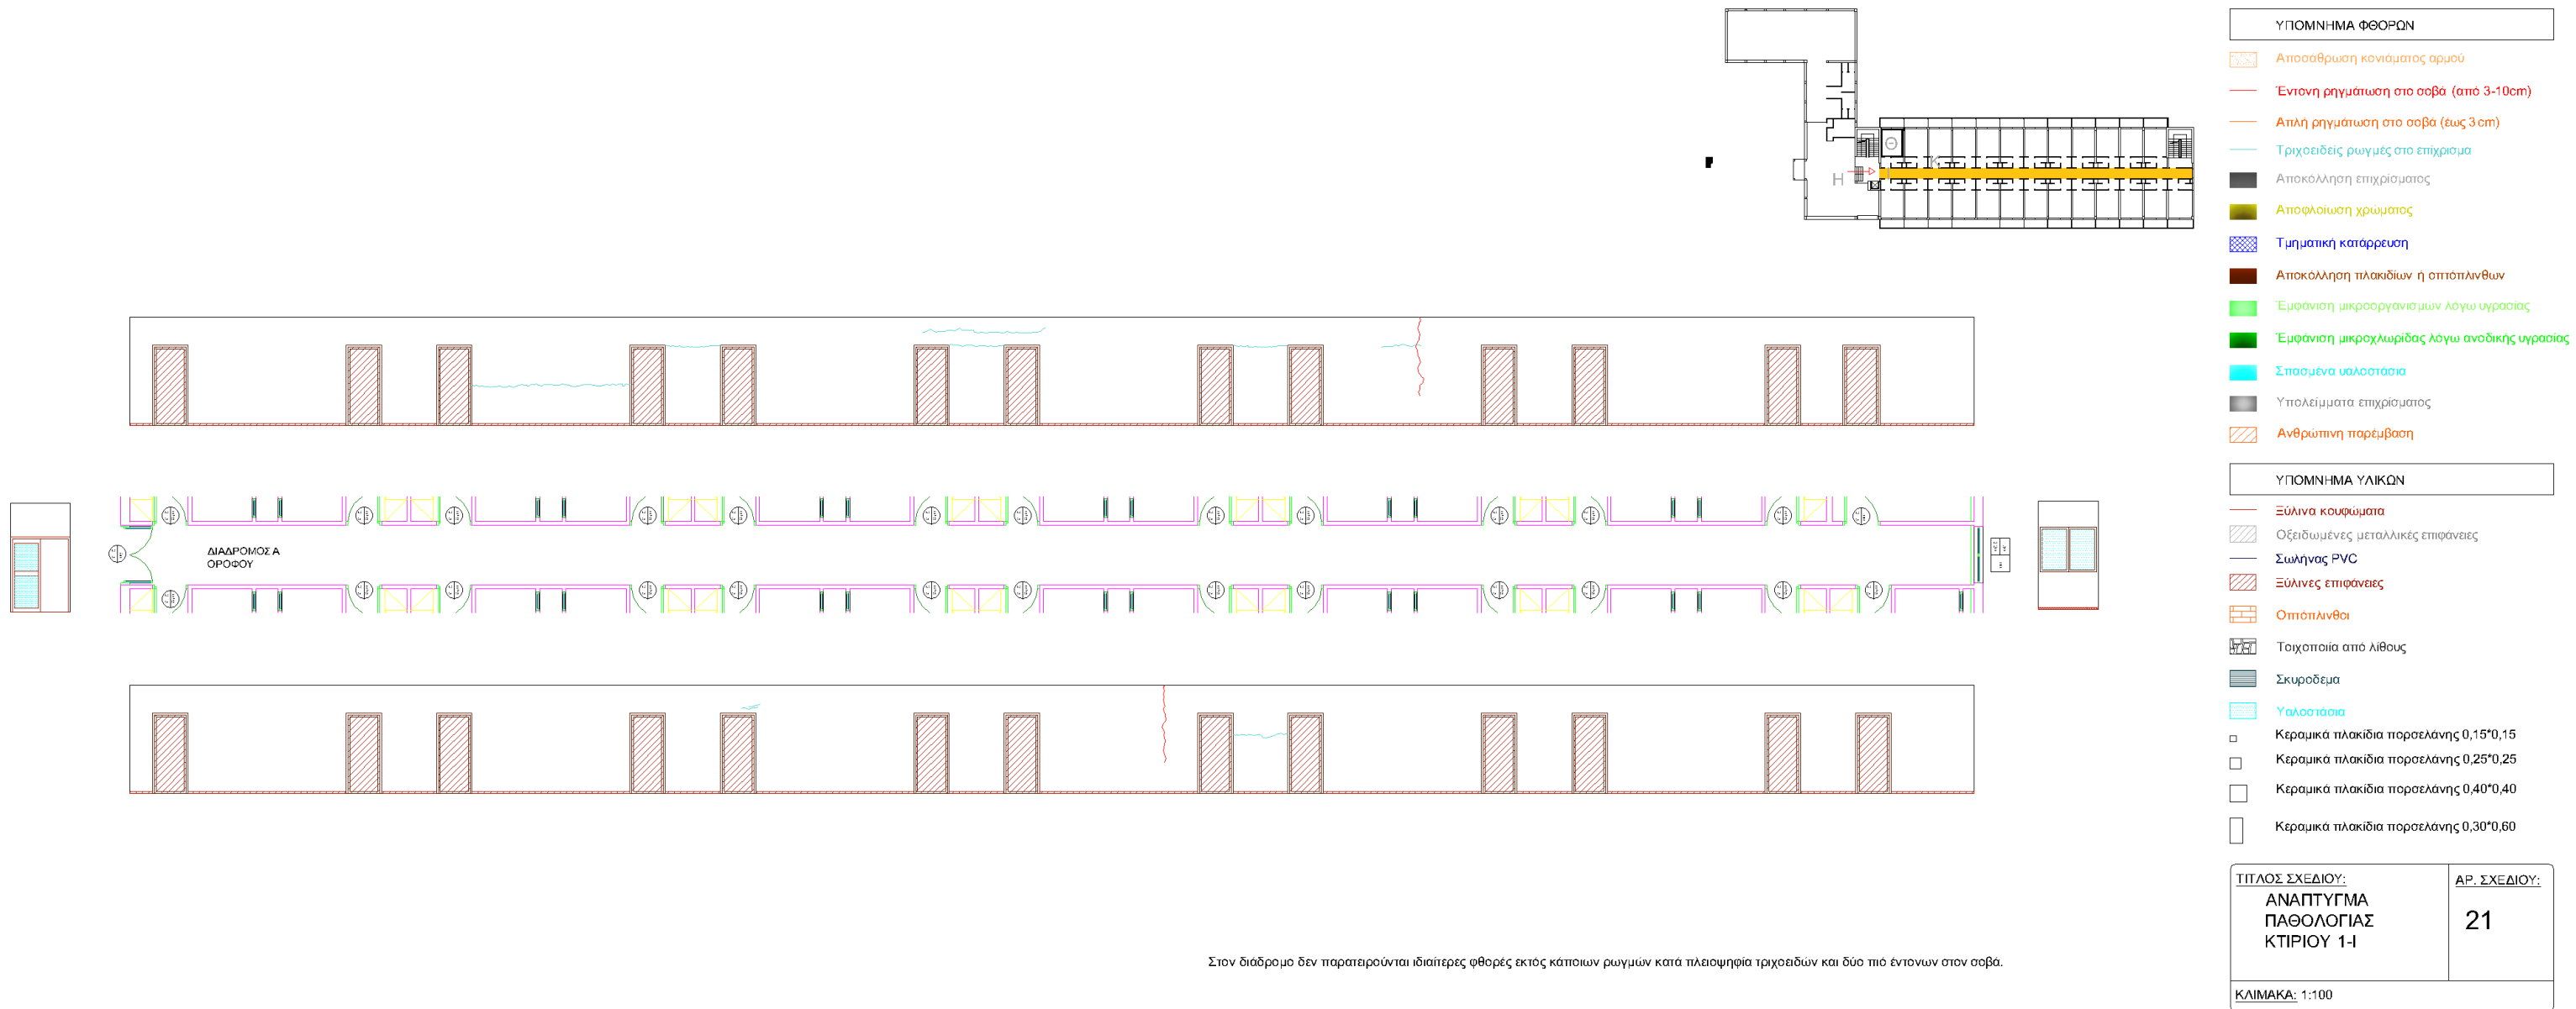 ΥΠΟΜΝΗΜΑ ΦΘΟΡΩΝ
Αποσάθρωση κονιάματος αρμού
Έντονη ρηγμάτωση στο σοβά (από 3-10cm)
Απλή ρηγμάτωση στο σοβά (έως 3 cm)
Τριχοειδείς ρωγμές στο επίχρισμα
Αποκόλληση επιχρίσματος
Αποφλοίωση χρώματος
Τμηματική κατάρρευση
Αποκόλληση πλακιδίων ή οπτόπλινθων
Εμφάνιση μικροοργανισμών λόγω υγρασίας
Εμφάνιση μικροχλωρίδας λόγω ανοδικής υγρασίας
Σπασμένα υαλοστάσια
Υπολείμματα επιχρίσματος
Ανθρώπινη παρέμβαση
ΥΠΟΜΝΗΜΑ ΥΛΙΚΩΝ
Ξύλινα κουφώματα
Οξειδωμένες μεταλλικές επιφάνειες
Σωλήνας PVC
Ξύλινες επιφάνειες
Οπτόπλινθοι
Τοιχοποιία από λίθους
Σκυρόδεμα
Υαλοστάσια
Κεραμικά πλακίδια πορσελάνης 0,15*0,15
Κεραμικά πλακίδια πορσελάνης 0,25*0,25
Κεραμικά πλακίδια πορσελάνης 0,40*0,40
Κεραμικά πλακίδια πορσελάνης 0,30*0,60
Η
Κ
ΔΙΑΔΡΟΜΟΣ Α
ΟΡΟΦΟΥ
Στον διάδρομο δεν παρατειρούνται ιδιαίτερες φθορές εκτός κάποιων ρωγμών κατά πλειοψηφία τριχοειδών και δύο πιό έντονων στον σοβά.
ΤΙΤΛΟΣ ΣΧΕΔΙΟΥ:
ΑΝΑΠΤΥΓΜΑ
ΠΑΘΟΛΟΓΙΑΣ
ΚΤΙΡΙΟΥ 1-Ι
ΑΡ. ΣΧΕΔΙΟΥ:
21
ΚΛΙΜΑΚΑ: 1:100